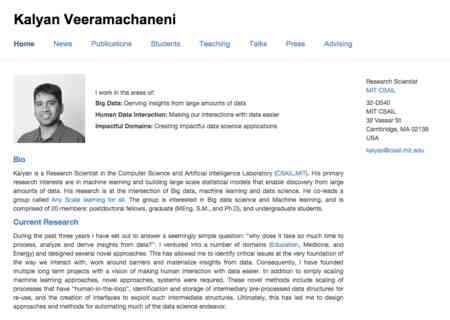 Kalyan Veeramachaneni
Home News Publications Students Teaching Talks Press Advising
I work in the areas of:
Big Data: Deriving insights from large amounts of data
Human Data Interaction: Making our interactions with data easier
Impactful Domains: Creating impactful data science applications
Research Scientist
MIT CSAIL
32-D540
MIT CSAIL
32 Vassar St
Cambridge, MA 02139
USA
kalyan@csail.mit.edu
Bio
Kalyan is a Research Scientist in the Computer Science and Artificial Intelligence Laboratory (CSAIL,MIT). His primary
research interests are in machine learning and building large scale statistical models that enable discovery from large
amounts of data. His research is at the intersection of Big data, machine learning and data science. He co-leads a
group called Any Scale learning for all. The group is interested in Big data science and Machine learning, and is
comprised of 20 members: postdoctoral fellows, graduate (MEng, S.M., and Ph.D), and undergraduate students.
Current Research
During the past three years I have set out to answer a seemingly simple question: "why does it take so much time to
process, analyze and derive insights from data?". I ventured into a number of domains (Education, Medicine, and
Energy) and designed several novel approaches. This has allowed me to identify critical issues at the very foundation of
the way we interact with, work around barriers and materialize insights from data. Consequently, I have founded
multiple long term projects with a vision of making human interaction with data easier. In addition to simply scaling
machine learning approaches, novel approaches, systems were required. These novel methods include scaling of
processes that have "human-in-the-loop", identification and storage of intermediary pre-processed data structures for
re-use, and the creation of interfaces to exploit such intermediate structures. Ultimately, this has led me to design
approaches and methods for automating much of the data science endeavor.